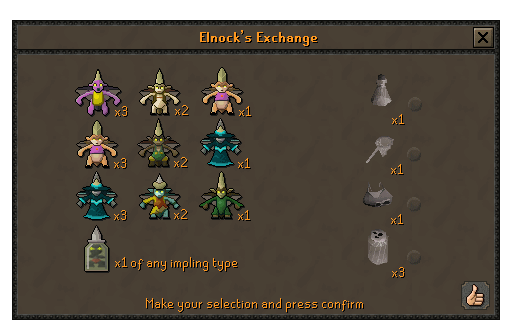 Elnock's Exchange
x3 x2 x1 x1
x3 x2 x1 x1
x3 x2 x1 x1
x1 of any impling type x3
Make your selection and press confirm